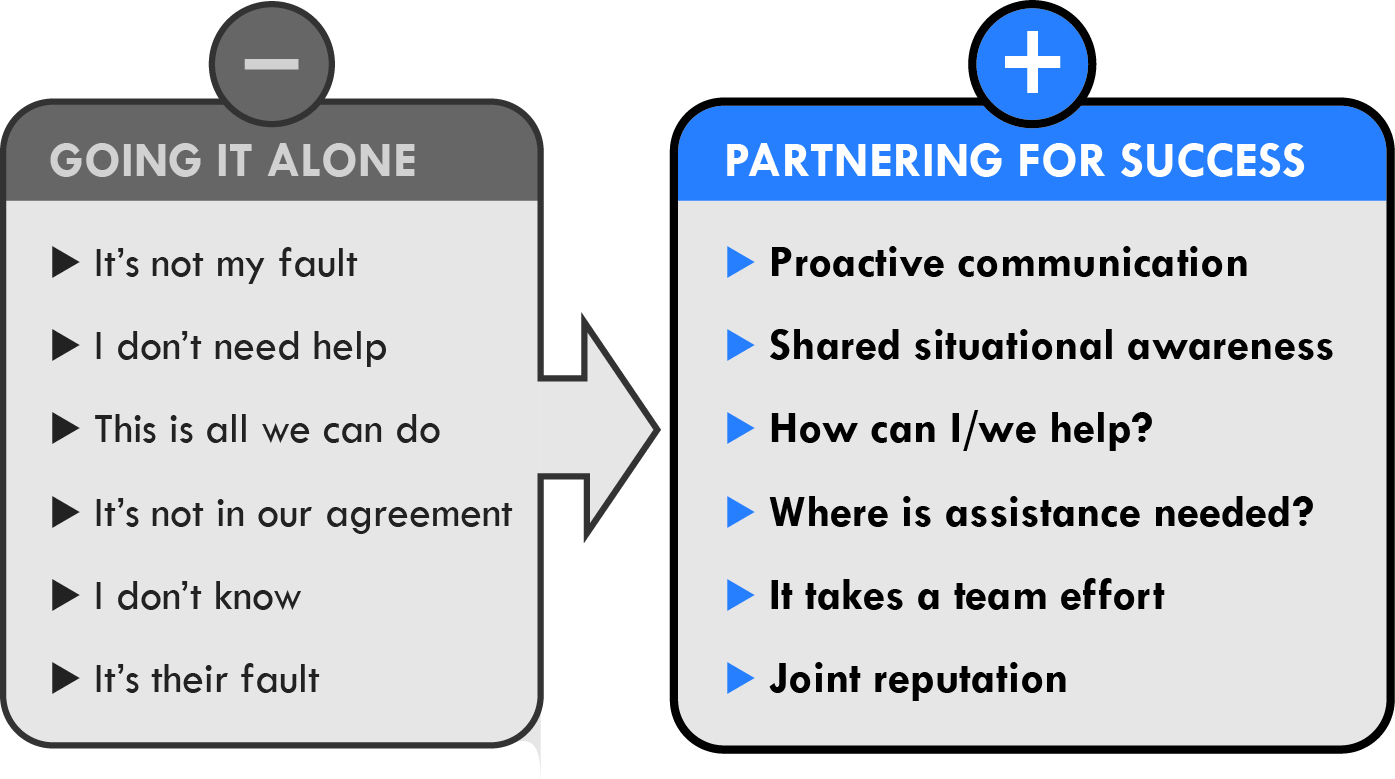 GOING IT ALONE
It’s not my fault
I don’t need help
This is all we can do
It’s not in our agreement
I don’t know
It’s their fault
PARTNERING FOR SUCCESS
Proactive communication
Shared situational awareness
How can I/we help?
Where is assistance needed?
It takes a team effort
Joint reputation